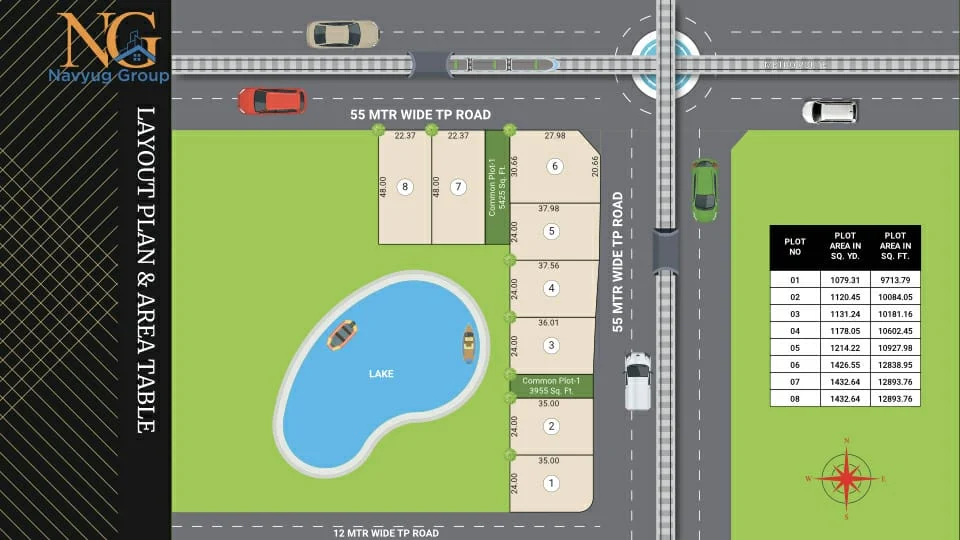 NG
Navyug Group
LAYOUT PLAN & AREA TABLE
METRO ROUTE
55 MTR WIDE TP ROAD
22.37
22.37
27.98
48.00
8
48.00
7
Common Plot-1
5425 Sq. Ft.
30.66
6
20.66
37.98
24.00
5
37.56
24.00
4
36.01
24.00
3
Common Plot-1
3955 Sq. Ft.
35.00
24.00
2
35.00
24.00
1
55 MTR WIDE TP ROAD
LAKE
12 MTR WIDE TP ROAD
PLOT NO PLOT AREA IN SQ. YD. PLOT AREA IN SQ. FT.
01 1079.31 9713.79
02 1120.45 10084.05
03 1131.24 10181.16
04 1178.05 10602.45
05 1214.22 10927.98
06 1426.55 12838.95
07 1432.64 12893.76
08 1432.64 12893.76
N
W E
S